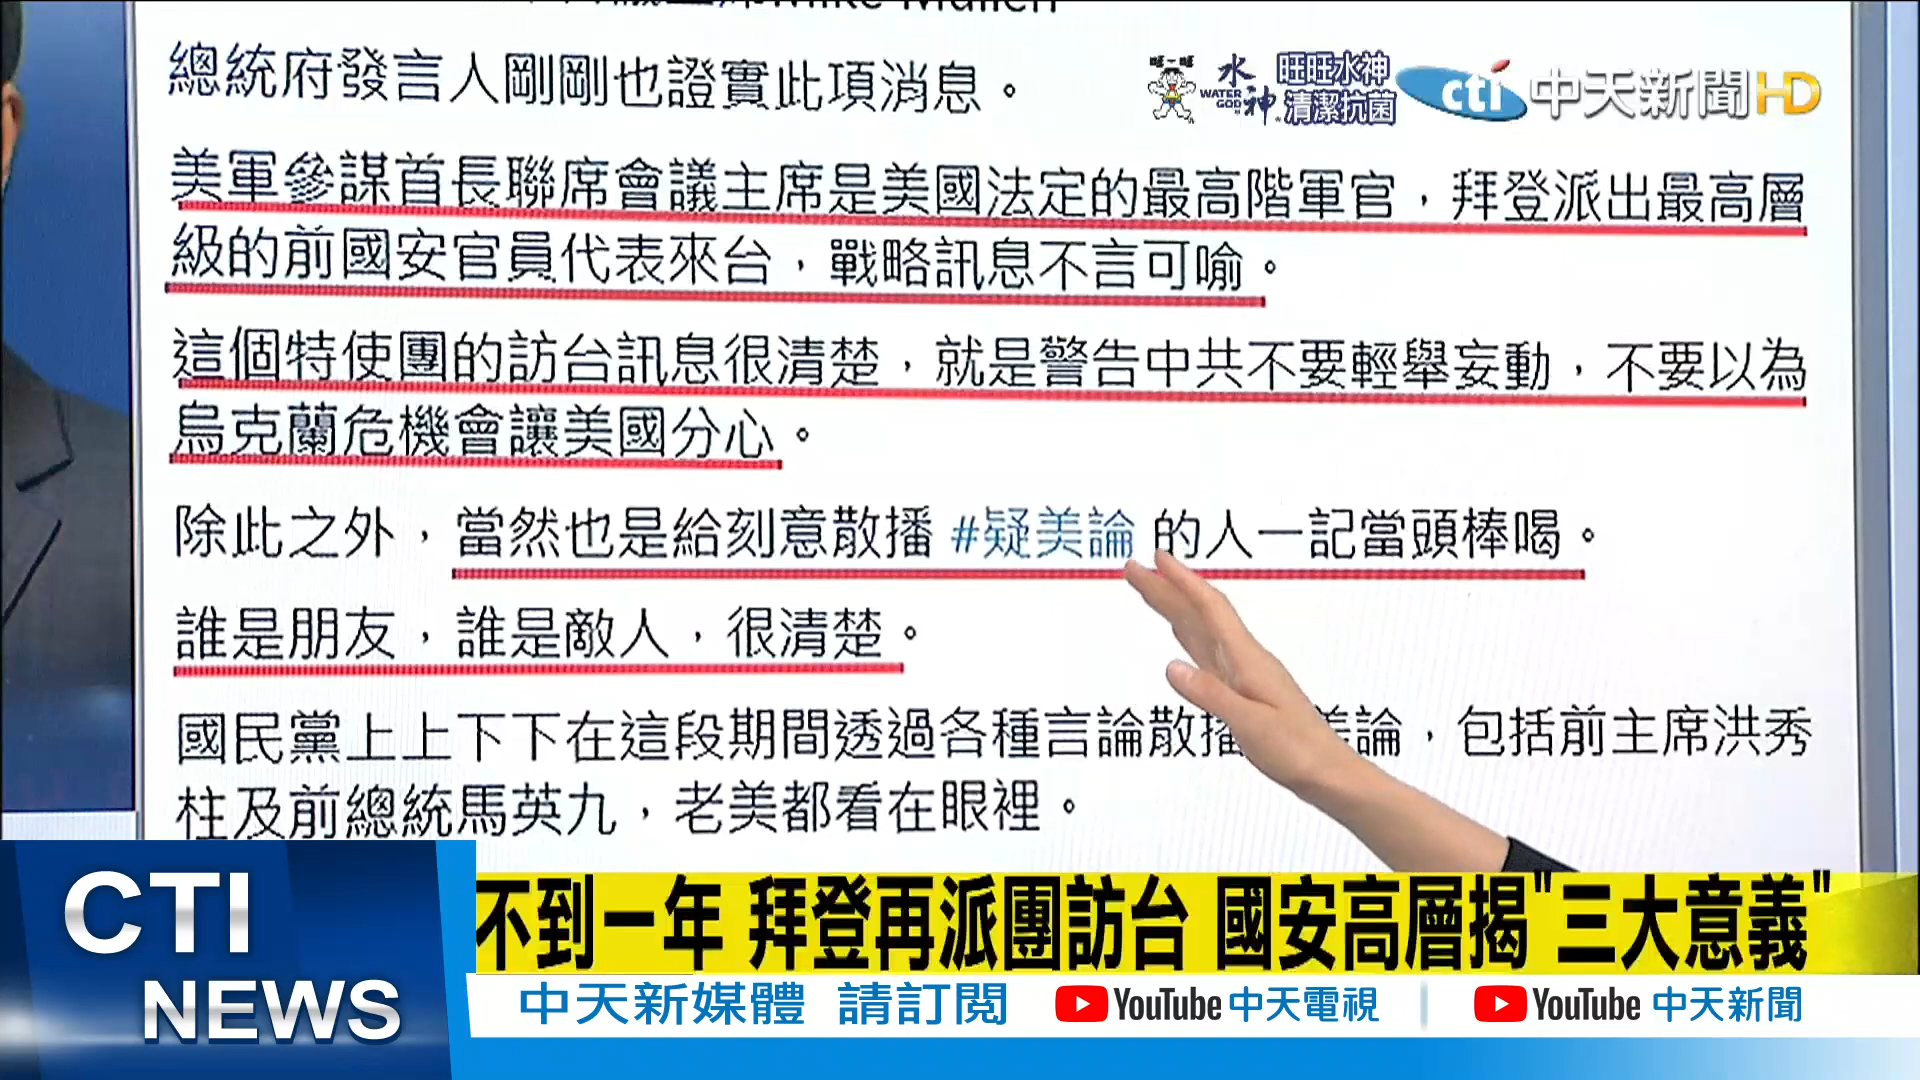 Mike Mullen
總統府發言人剛剛也證實此項消息。
旺旺
水神
WATER GOD
旺旺水神
清潔抗菌
cti 中天新聞HD
美軍參謀首長聯席會議主席是美國法定的最高階軍官，拜登派出最高層
級的前國安官員代表來台，戰略訊息不言可喻。
這個特使團的訪台訊息很清楚，就是警告中共不要輕舉妄動，不要以為
烏克蘭危機會讓美國分心。
除此之外，當然也是給刻意散播 #疑美論 的人一記當頭棒喝。
誰是朋友，誰是敵人，很清楚。
國民黨上上下下在這段期間透過各種言論散播 美論，包括前主席洪秀
柱及前總統馬英九，老美都看在眼裡。
CTI
NEWS
不到一年 拜登再派團訪台 國安高層揭"三大意義"
中天新媒體 請訂閱 YouTube 中天電視 | YouTube 中天新聞